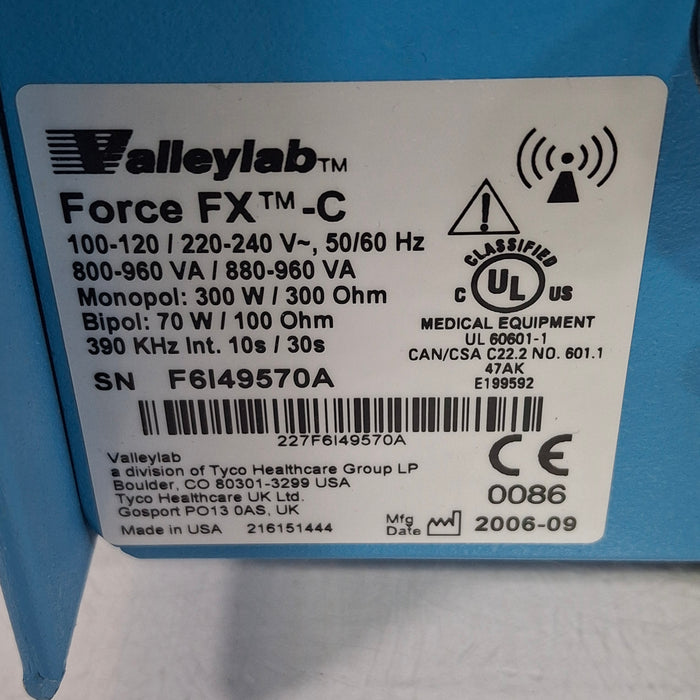 Valleylab™
Force FX™-C
100-120 / 220-240 V~, 50/60 Hz
800-960 VA / 880-960 VA
Monopol: 300 W / 300 Ohm
Bipol: 70 W / 100 Ohm
390 KHz Int. 10s / 30s
SN F6I49570A
227F6I49570A
CLASSIFIED
C UL US
MEDICAL EQUIPMENT
UL 60601-1
CAN/CSA C22.2 NO. 601.1
47AK
E199592
Valleylab
a division of Tyco Healthcare Group LP
Boulder, CO 80301-3299 USA
Tyco Healthcare UK Ltd.
Gosport PO13 0AS, UK
Made in USA 216151444
CE
0086
Mfg
Date 2006-09